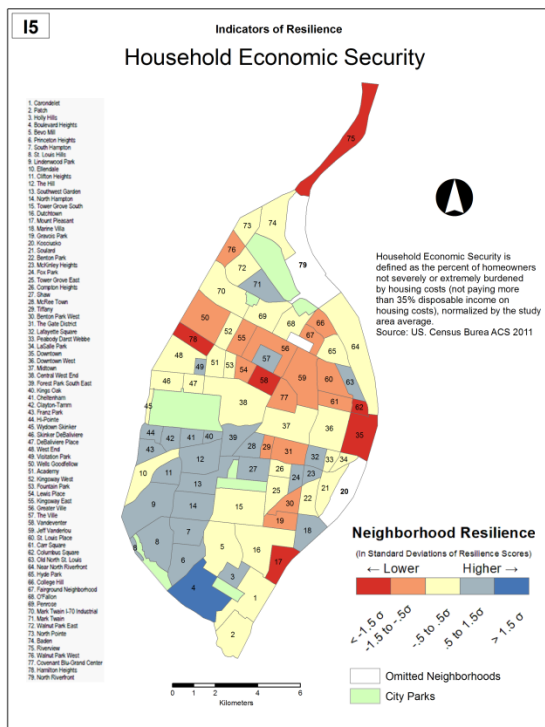 I5
Indicators of Resilience
Household Economic Security
1. Carondelet
2. Patch
3. Holly Hills
4. Boulevard Heights
5. Bevo Mill
6. Princeton Heights
7. South Hampton
8. St. Louis Hills
9. Lindenwood Park
10. Ellendale
11. Clifton Heights
12. The Hill
13. Southwest Garden
14. North Hampton
15. Tower Grove South
16. Dutchtown
17. Mount Pleasant
18. Marine Villa
19. Gravois Park
20. Kosciusko
21. Soulard
22. Benton Park
23. McKinley Heights
24. Fox Park
25. Tower Grove East
26. Compton Heights
27. Shaw
28. McRee Town
29. Tiffany
30. Benton Park West
31. The Gate District
32. Lafayette Square
33. Peabody Darst Webbe
34. LaSalle Park
35. Downtown
36. Downtown West
37. Midtown
38. Central West End
39. Forest Park South East
40. Kings Oak
41. Cheltenham
42. Clayton-Tamm
43. Franz Park
44. Hi-Pointe
45. Wydown Skinker
46. Skinker DeBaliviere
47. DeBaliviere Place
48. West End
49. Visitation Park
50. Wells Goodfellow
51. Academy
52. Kingsway West
53. Fountain Park
54. Lewis Place
55. Kingsway East
56. Greater Ville
57. The Ville
58. Vandeventer
59. Jeff Vanderlou
60. St. Louis Place
61. Carr Square
62. Columbus Square
63. Old North St. Louis
64. Near North Riverfront
65. Hyde Park
66. College Hill
67. Fairground Neighborhood
68. O'Fallon
69. Penrose
70. Mark Twain I-70 Industrial
71. Mark Twain
72. Walnut Park East
73. North Pointe
74. Baden
75. Riverview
76. Walnut Park West
77. Covenant Blu-Grand Center
78. Hamilton Heights
79. North Riverfront
75
73 74
76
79
72
71
50 69 68 66
52 55 67 65
78 56 64
48 49 51 53 54 57
46 47 58 59 60 63
77 61 62
45 38
37 36 35
44 42 41 40 39
43 28 29 31 32 33 34
10 11 12 27 26 24 23
13 25 22 21 20
9 14 15 30
8 7 19 18
5 16
6 17
4 3
1
2
Household Economic Security is
defined as the percent of homeowners
not severely or extremely burdened
by housing costs (not paying more
than 35% disposable income on
housing costs), normalized by the study
area average.
Source: US. Census Burea ACS 2011
Neighborhood Resilience
(In Standard Deviations of Resilience Scores)
← Lower Higher →
< -1.5 σ
-1.5 to -.5σ
-.5 to .5σ
.5 to 1.5σ
> 1.5 σ
Omitted Neighborhoods
City Parks
0 2 4 6
Kilometers